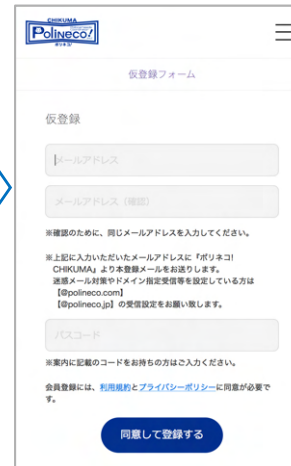 CHIKUMA
Polineco!
ポリネコ!
仮登録フォーム
仮登録
メールアドレス
メールアドレス (確認)
※確認のために、同じメールアドレスを入力してください。
※上記に入力いただいたメールアドレスに『ポリネコ!
CHIKUMA』より本登録メールをお送りします。
迷惑メール対策やドメイン指定受信等を設定している方は
【@polineco.com】
【@polineco.jp】の受信設定をお願い致します。
パスコード
※案内に記載のコードをお持ちの方はご入力ください。
会員登録には、利用規約とプライバシーポリシーに同意が必要で
す。
同意して登録する